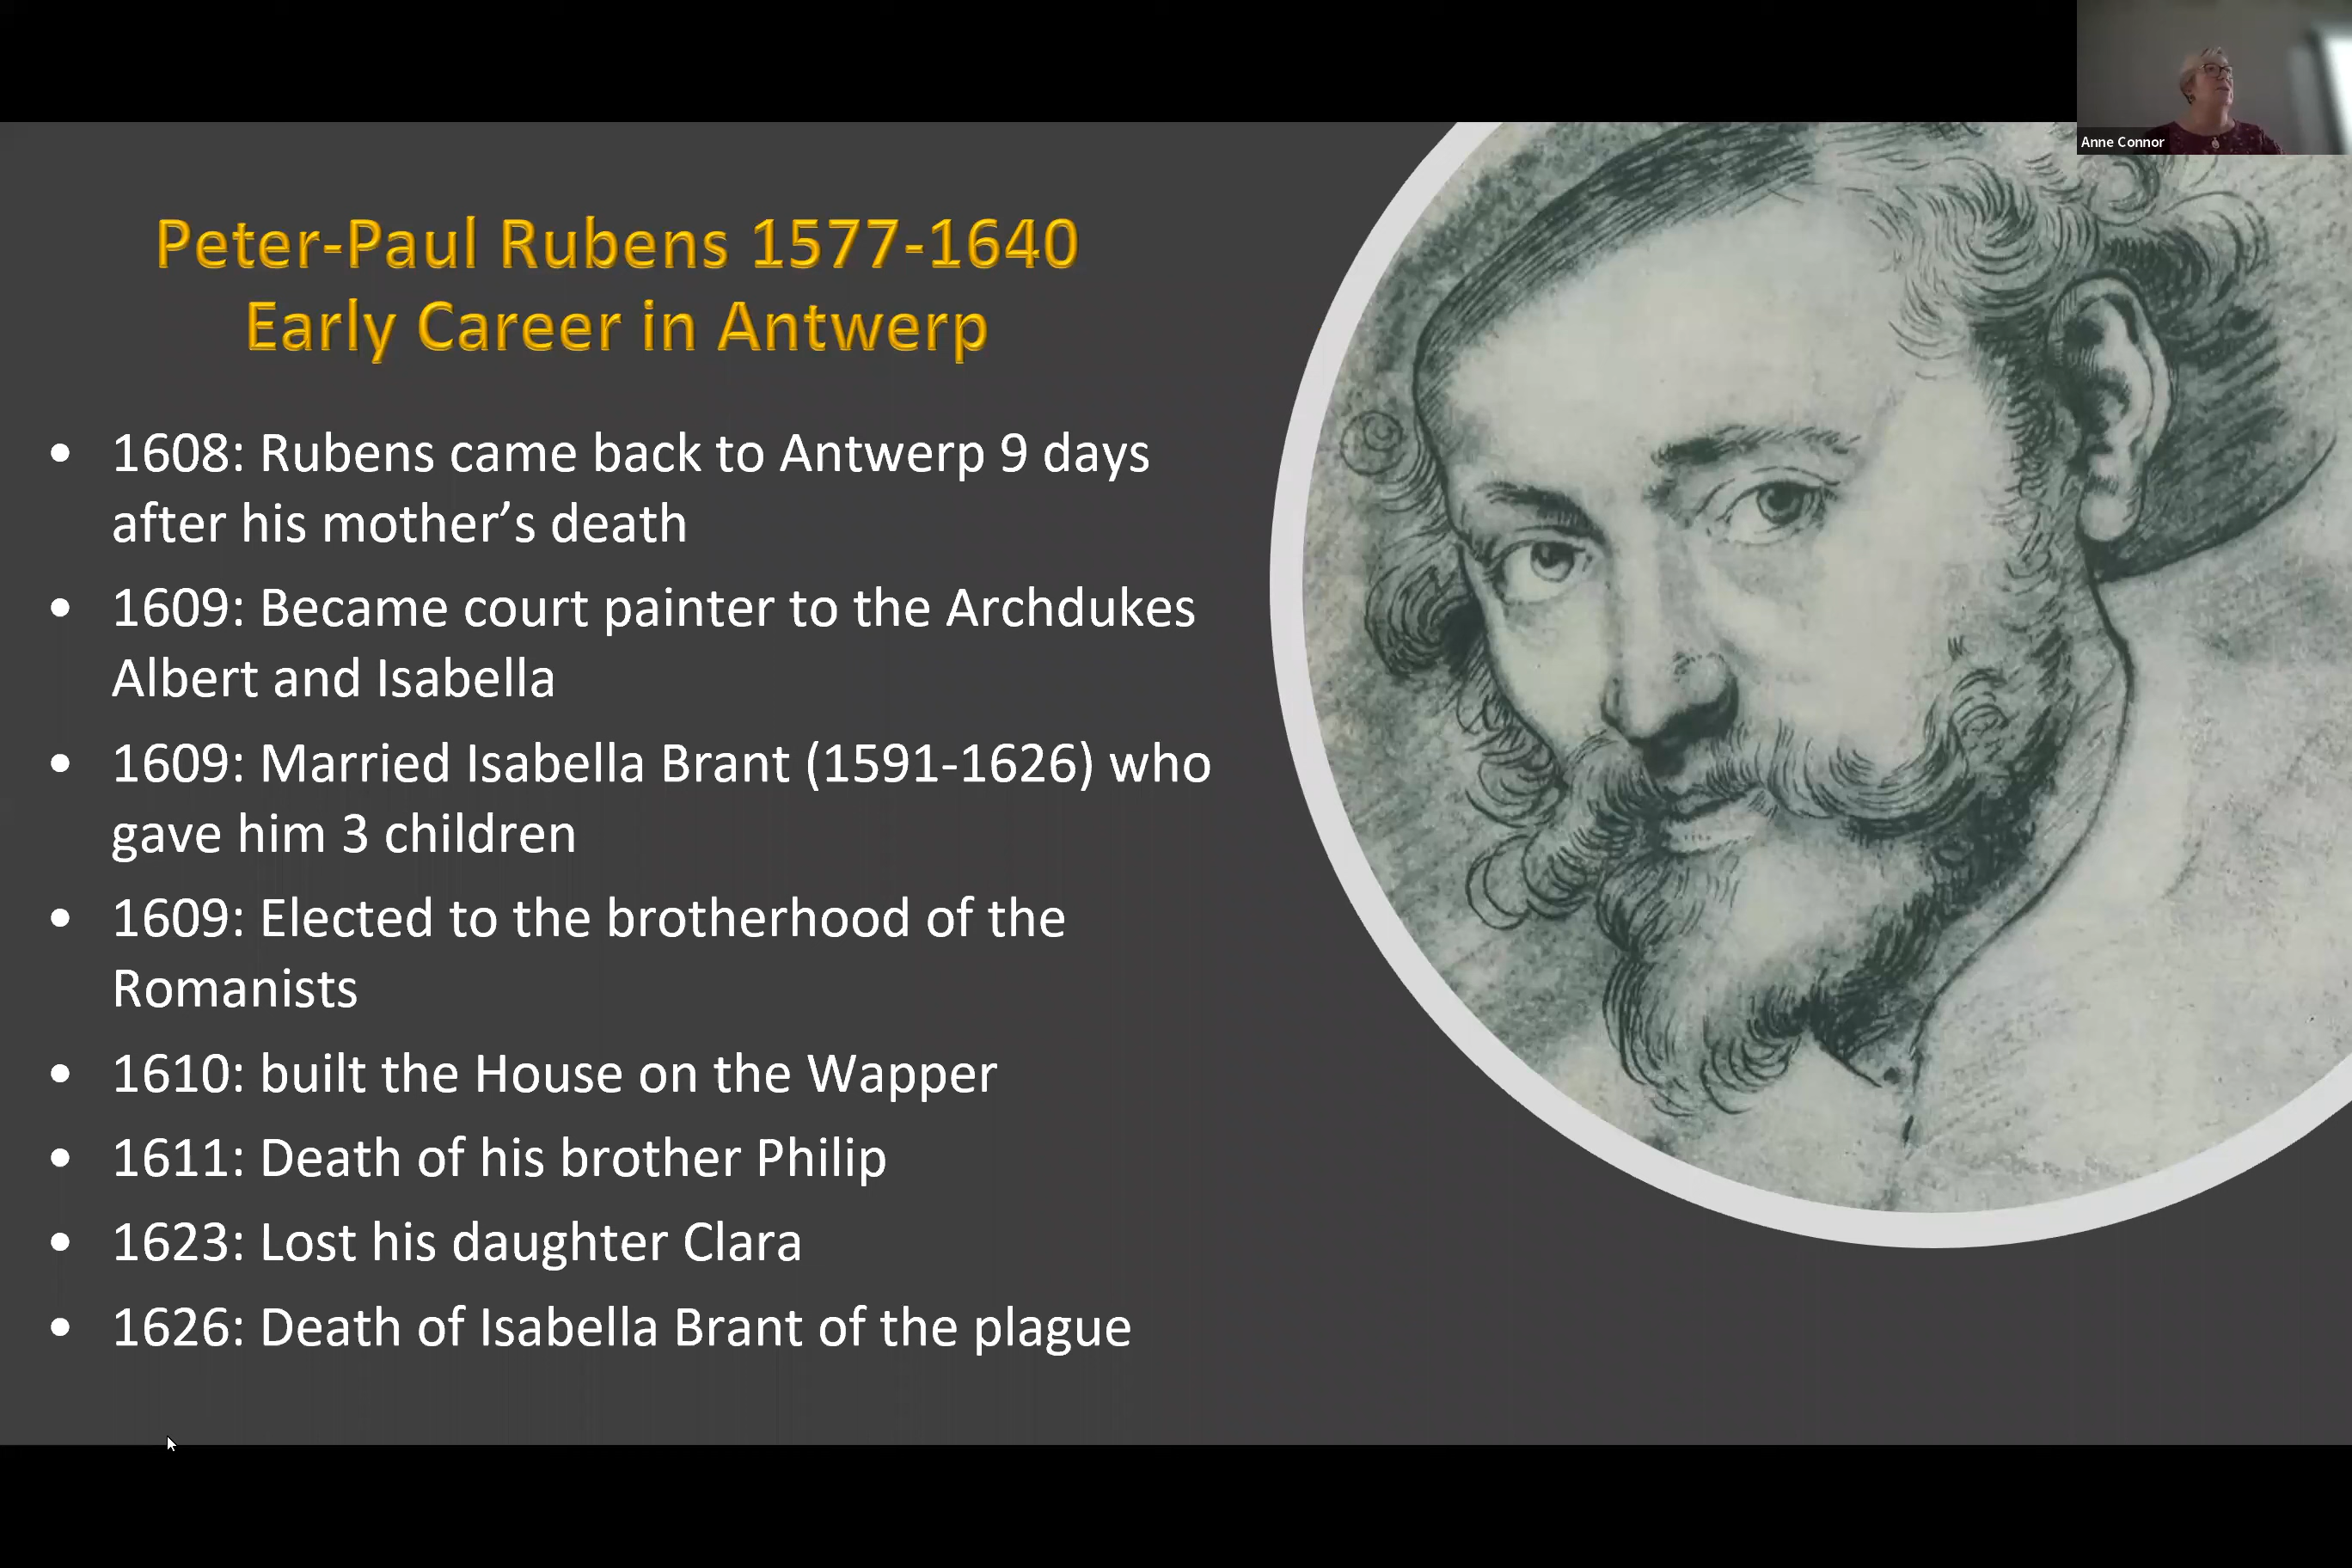 Anne Connor
Peter-Paul Rubens 1577-1640
Early Career in Antwerp
• 1608: Rubens came back to Antwerp 9 days
after his mother’s death
• 1609: Became court painter to the Archdukes
Albert and Isabella
• 1609: Married Isabella Brant (1591-1626) who
gave him 3 children
• 1609: Elected to the brotherhood of the
Romanists
• 1610: built the House on the Wapper
• 1611: Death of his brother Philip
• 1623: Lost his daughter Clara
• 1626: Death of Isabella Brant of the plague